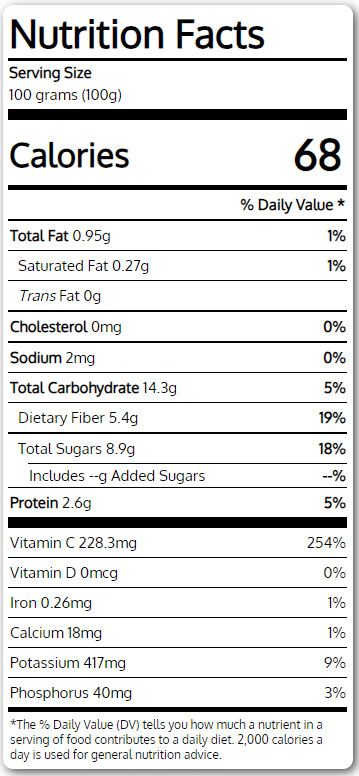 Nutrition Facts
Serving Size
100 grams (100g)
Calories 68
% Daily Value *
Total Fat 0.95g 1%
Saturated Fat 0.27g 1%
Trans Fat 0g
Cholesterol 0mg 0%
Sodium 2mg 0%
Total Carbohydrate 14.3g 5%
Dietary Fiber 5.4g 19%
Total Sugars 8.9g 18%
Includes --g Added Sugars --%
Protein 2.6g 5%
Vitamin C 228.3mg 254%
Vitamin D 0mcg 0%
Iron 0.26mg 1%
Calcium 18mg 1%
Potassium 417mg 9%
Phosphorus 40mg 3%
*The % Daily Value (DV) tells you how much a nutrient in a
serving of food contributes to a daily diet. 2,000 calories a
day is used for general nutrition advice.